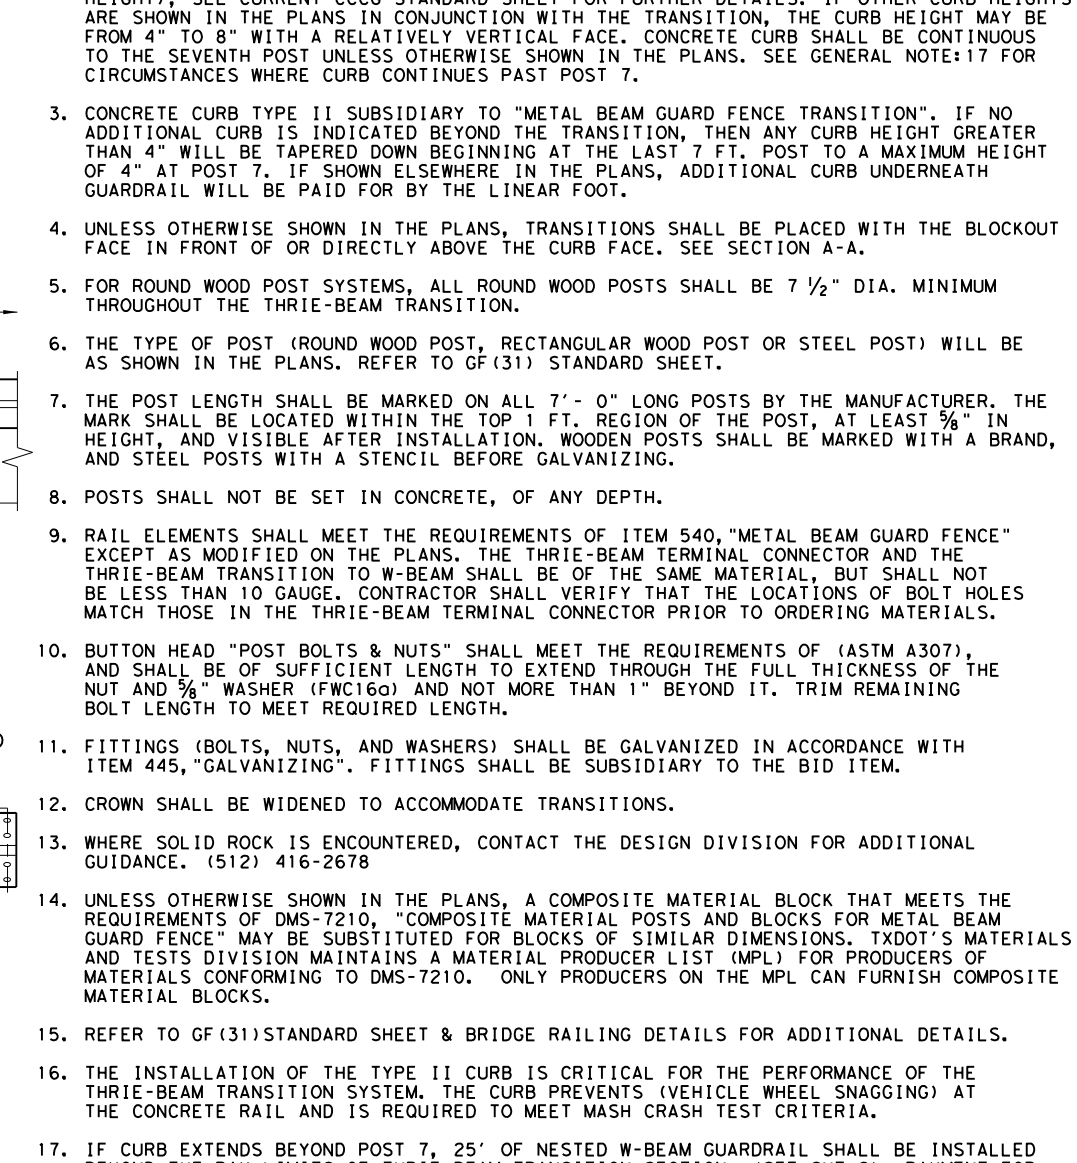 HEIGHT), SEE CURRENT CCCG STANDARD SHEET FOR FURTHER DETAILS. IF OTHER CURB HEIGHTS
ARE SHOWN IN THE PLANS IN CONJUNCTION WITH THE TRANSITION, THE CURB HEIGHT MAY BE
FROM 4" TO 8" WITH A RELATIVELY VERTICAL FACE. CONCRETE CURB SHALL BE CONTINUOUS
TO THE SEVENTH POST UNLESS OTHERWISE SHOWN IN THE PLANS. SEE GENERAL NOTE:17 FOR
CIRCUMSTANCES WHERE CURB CONTINUES PAST POST 7.
3. CONCRETE CURB TYPE II SUBSIDIARY TO "METAL BEAM GUARD FENCE TRANSITION". IF NO
ADDITIONAL CURB IS INDICATED BEYOND THE TRANSITION, THEN ANY CURB HEIGHT GREATER
THAN 4" WILL BE TAPERED DOWN BEGINNING AT THE LAST 7 FT. POST TO A MAXIMUM HEIGHT
OF 4" AT POST 7. IF SHOWN ELSEWHERE IN THE PLANS, ADDITIONAL CURB UNDERNEATH
GUARDRAIL WILL BE PAID FOR BY THE LINEAR FOOT.
4. UNLESS OTHERWISE SHOWN IN THE PLANS, TRANSITIONS SHALL BE PLACED WITH THE BLOCKOUT
FACE IN FRONT OF OR DIRECTLY ABOVE THE CURB FACE. SEE SECTION A-A.
5. FOR ROUND WOOD POST SYSTEMS, ALL ROUND WOOD POSTS SHALL BE 7 ½" DIA. MINIMUM
THROUGHOUT THE THRIE-BEAM TRANSITION.
6. THE TYPE OF POST (ROUND WOOD POST, RECTANGULAR WOOD POST OR STEEL POST) WILL BE
AS SHOWN IN THE PLANS. REFER TO GF(31) STANDARD SHEET.
7. THE POST LENGTH SHALL BE MARKED ON ALL 7'- 0" LONG POSTS BY THE MANUFACTURER. THE
MARK SHALL BE LOCATED WITHIN THE TOP 1 FT. REGION OF THE POST, AT LEAST ⅝" IN
HEIGHT, AND VISIBLE AFTER INSTALLATION. WOODEN POSTS SHALL BE MARKED WITH A BRAND,
AND STEEL POSTS WITH A STENCIL BEFORE GALVANIZING.
8. POSTS SHALL NOT BE SET IN CONCRETE, OF ANY DEPTH.
9. RAIL ELEMENTS SHALL MEET THE REQUIREMENTS OF ITEM 540,"METAL BEAM GUARD FENCE"
EXCEPT AS MODIFIED ON THE PLANS. THE THRIE-BEAM TERMINAL CONNECTOR AND THE
THRIE-BEAM TRANSITION TO W-BEAM SHALL BE OF THE SAME MATERIAL, BUT SHALL NOT
BE LESS THAN 10 GAUGE. CONTRACTOR SHALL VERIFY THAT THE LOCATIONS OF BOLT HOLES
MATCH THOSE IN THE THRIE-BEAM TERMINAL CONNECTOR PRIOR TO ORDERING MATERIALS.
10. BUTTON HEAD "POST BOLTS & NUTS" SHALL MEET THE REQUIREMENTS OF (ASTM A307),
AND SHALL BE OF SUFFICIENT LENGTH TO EXTEND THROUGH THE FULL THICKNESS OF THE
NUT AND ⅝" WASHER (FWC16a) AND NOT MORE THAN 1" BEYOND IT. TRIM REMAINING
BOLT LENGTH TO MEET REQUIRED LENGTH.
11. FITTINGS (BOLTS, NUTS, AND WASHERS) SHALL BE GALVANIZED IN ACCORDANCE WITH
ITEM 445,"GALVANIZING". FITTINGS SHALL BE SUBSIDIARY TO THE BID ITEM.
12. CROWN SHALL BE WIDENED TO ACCOMMODATE TRANSITIONS.
13. WHERE SOLID ROCK IS ENCOUNTERED, CONTACT THE DESIGN DIVISION FOR ADDITIONAL
GUIDANCE. (512) 416-2678
14. UNLESS OTHERWISE SHOWN IN THE PLANS, A COMPOSITE MATERIAL BLOCK THAT MEETS THE
REQUIREMENTS OF DMS-7210, "COMPOSITE MATERIAL POSTS AND BLOCKS FOR METAL BEAM
GUARD FENCE" MAY BE SUBSTITUTED FOR BLOCKS OF SIMILAR DIMENSIONS. TXDOT'S MATERIALS
AND TESTS DIVISION MAINTAINS A MATERIAL PRODUCER LIST (MPL) FOR PRODUCERS OF
MATERIALS CONFORMING TO DMS-7210. ONLY PRODUCERS ON THE MPL CAN FURNISH COMPOSITE
MATERIAL BLOCKS.
15. REFER TO GF(31)STANDARD SHEET & BRIDGE RAILING DETAILS FOR ADDITIONAL DETAILS.
16. THE INSTALLATION OF THE TYPE II CURB IS CRITICAL FOR THE PERFORMANCE OF THE
THRIE-BEAM TRANSITION SYSTEM. THE CURB PREVENTS (VEHICLE WHEEL SNAGGING) AT
THE CONCRETE RAIL AND IS REQUIRED TO MEET MASH CRASH TEST CRITERIA.
17. IF CURB EXTENDS BEYOND POST 7, 25' OF NESTED W-BEAM GUARDRAIL SHALL BE INSTALLED